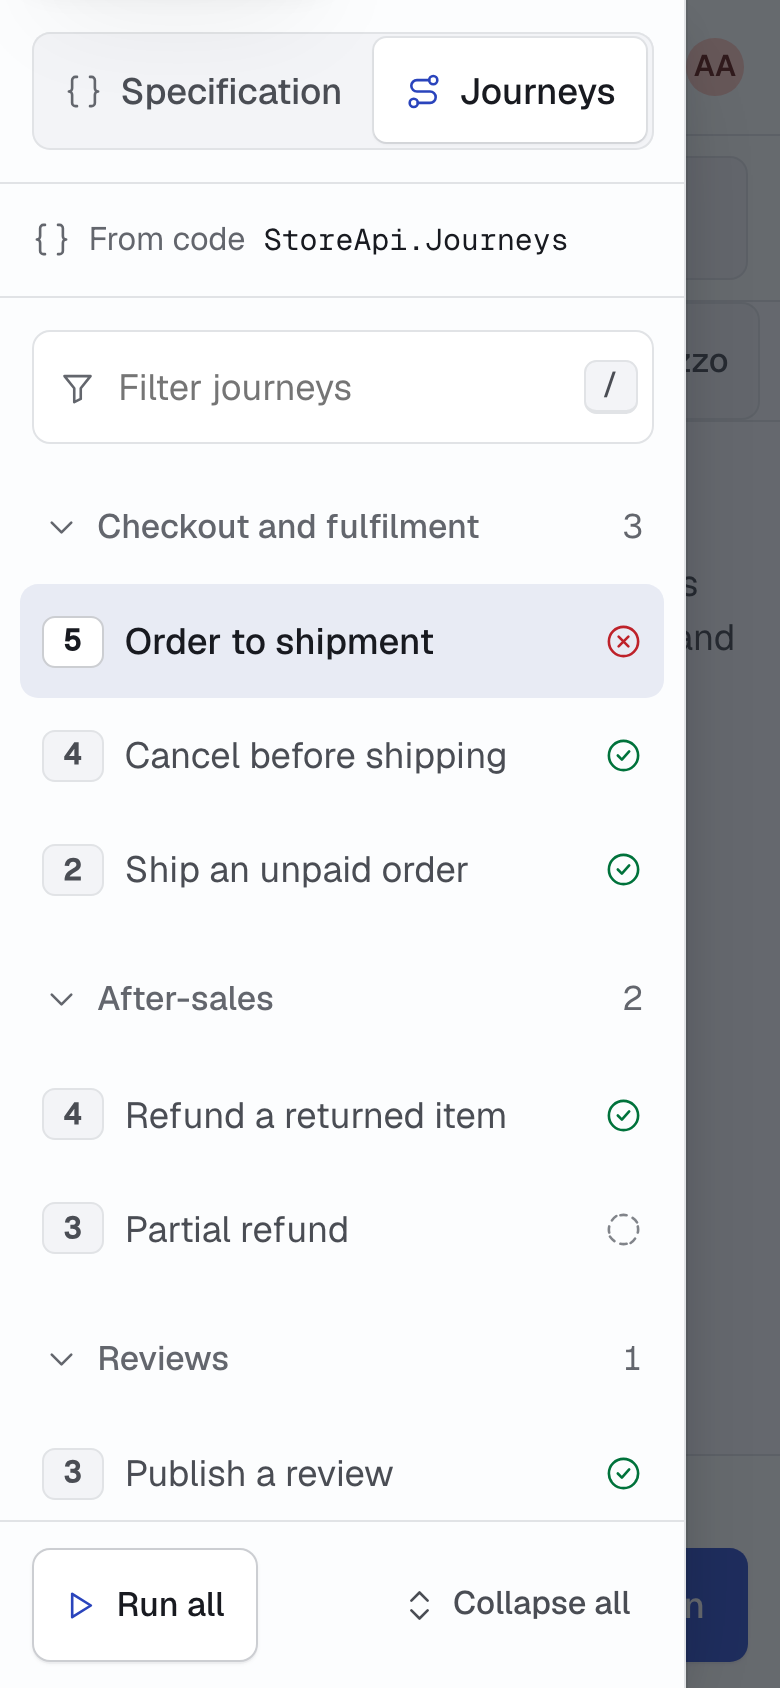 Specification
Journeys
AA
From code StoreApi.Journeys
Filter journeys
/
Checkout and fulfilment 3
5 Order to shipment
4 Cancel before shipping
2 Ship an unpaid order
After-sales 2
4 Refund a returned item
3 Partial refund
Reviews 1
3 Publish a review
Run all
Collapse all